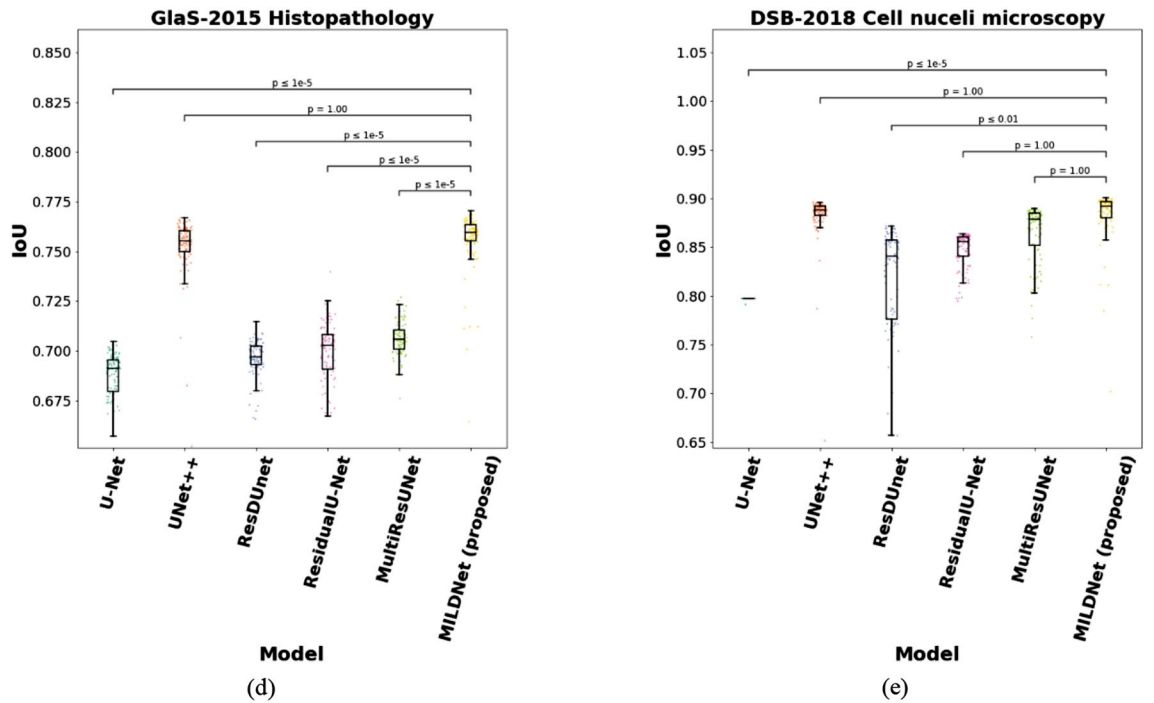 GlaS-2015 Histopathology
0.850
0.825
0.800
0.775
0.750
0.725
0.700
0.675
IoU
p ≤ 1e-5
p = 1.00
p ≤ 1e-5
p ≤ 1e-5
p ≤ 1e-5
U-Net
UNet++
ResDUnet
ResidualU-Net
MultiResUNet
MILDNet (proposed)
Model
(d)
DSB-2018 Cell nuceli microscopy
1.05
1.00
0.95
0.90
0.85
0.80
0.75
0.70
0.65
IoU
p ≤ 1e-5
p = 1.00
p ≤ 0.01
p = 1.00
p = 1.00
U-Net
UNet++
ResDUnet
ResidualU-Net
MultiResUNet
MILDNet (proposed)
Model
(e)